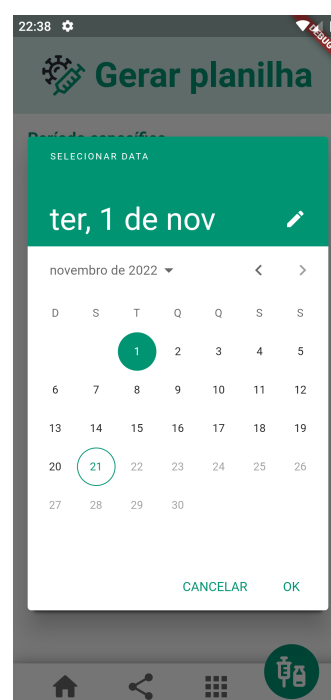 22:38
DEBUG
Gerar planilha
Período específico
SELECIONAR DATA
ter, 1 de nov
novembro de 2022
D S T Q Q S S
1 2 3 4 5
6 7 8 9 10 11 12
13 14 15 16 17 18 19
20 21 22 23 24 25 26
27 28 29 30
CANCELAR OK